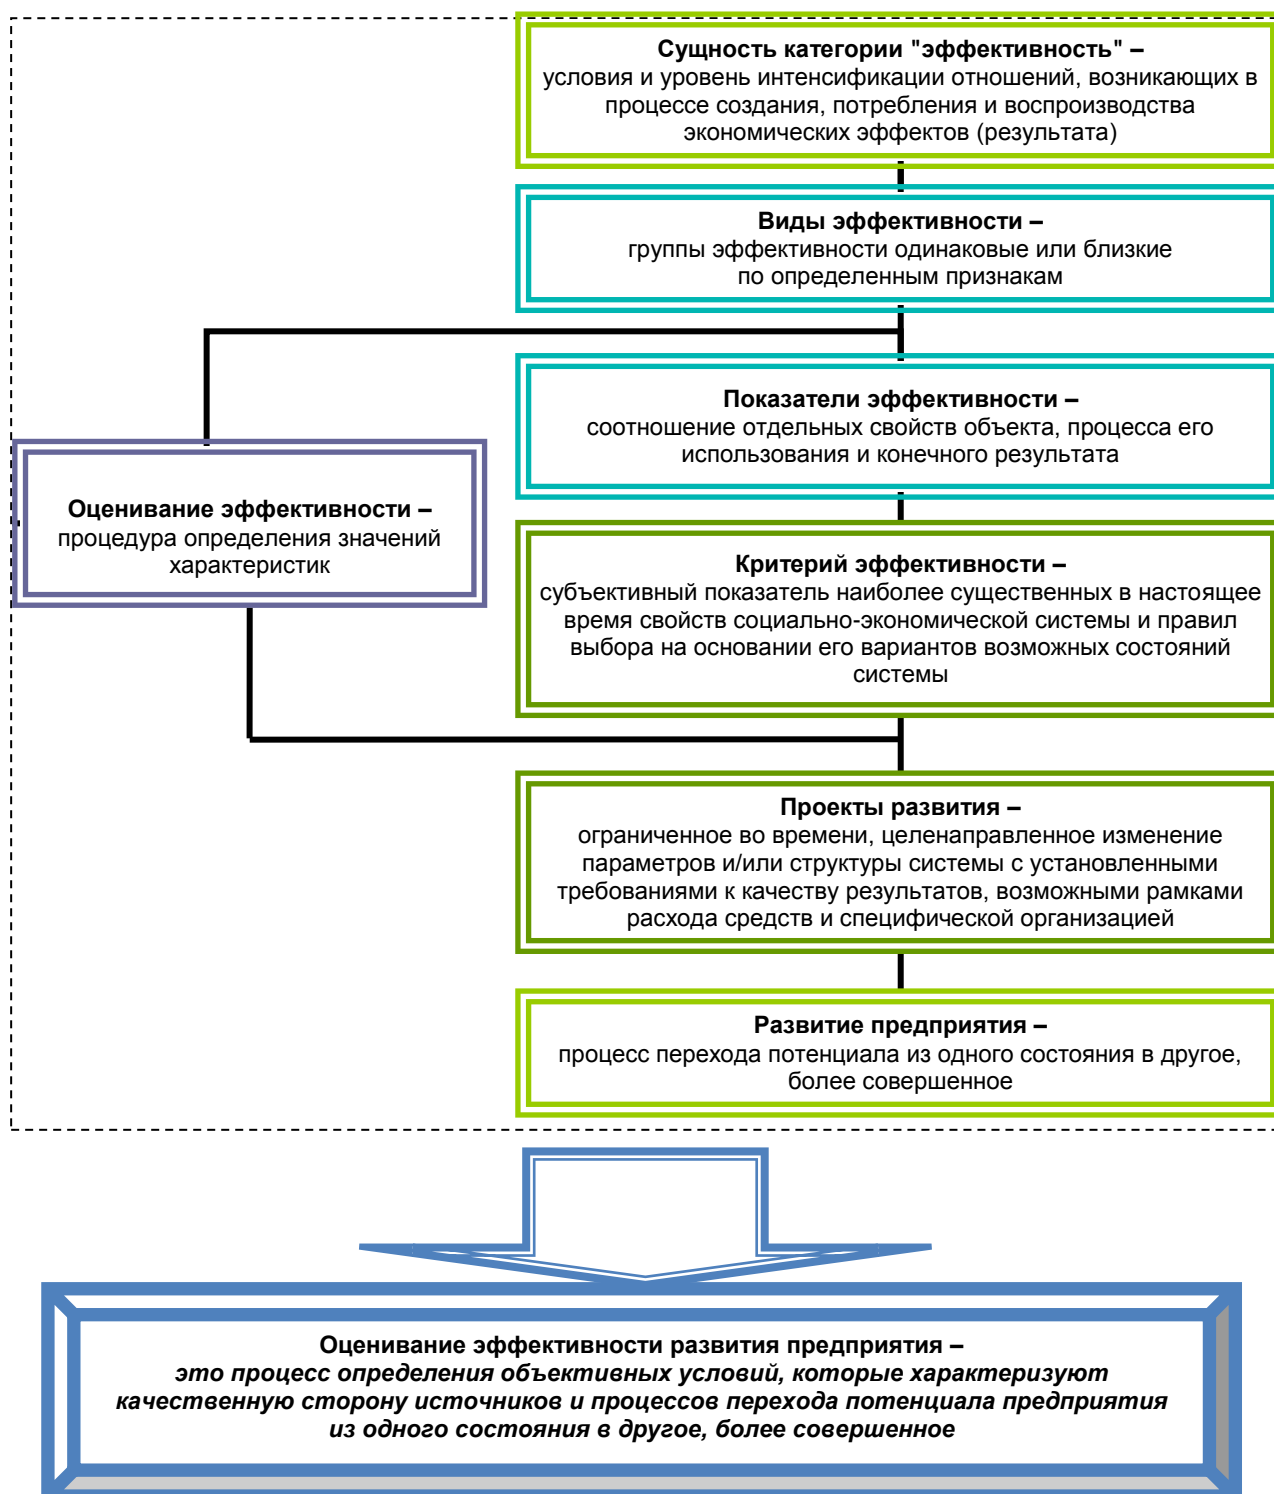 Сущность категории "эффективность" –
условия и уровень интенсификации отношений, возникающих в
процессе создания, потребления и воспроизводства
экономических эффектов (результата)
Виды эффективности –
группы эффективности одинаковые или близкие
по определенным признакам
Показатели эффективности –
соотношение отдельных свойств объекта, процесса его
использования и конечного результата
Оценивание эффективности –
процедура определения значений
характеристик
Критерий эффективности –
субъективный показатель наиболее существенных в настоящее
время свойств социально-экономической системы и правил
выбора на основании его вариантов возможных состояний
системы
Проекты развития –
ограниченное во времени, целенаправленное изменение
параметров и/или структуры системы с установленными
требованиями к качеству результатов, возможными рамками
расхода средств и специфической организацией
Развитие предприятия –
процесс перехода потенциала из одного состояния в другое,
более совершенное
Оценивание эффективности развития предприятия –
это процесс определения объективных условий, которые характеризуют
качественную сторону источников и процессов перехода потенциала предприятия
из одного состояния в другое, более совершенное